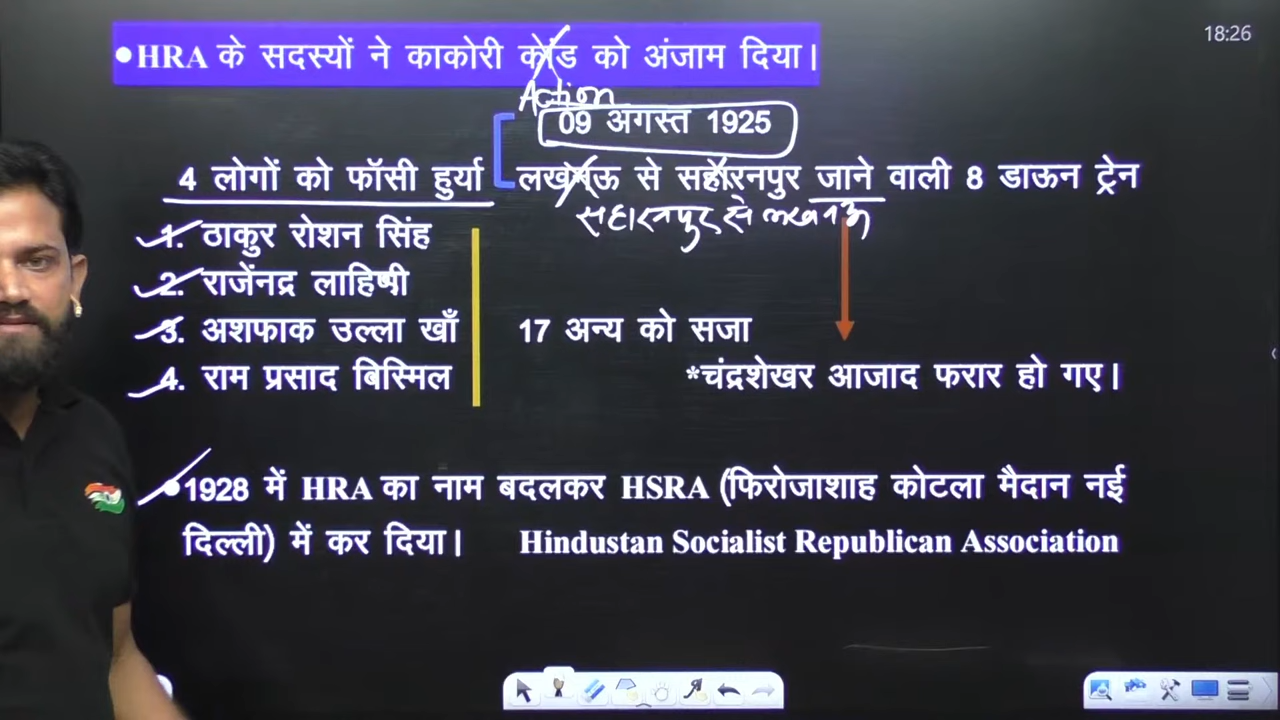 18:26
•HRA के सदस्यों ने काकोरी कांड को अंजाम दिया।
Action
09 अगस्त 1925
4 लोगों को फॉसी हुर्या लखनऊ से सहारनपुर जाने वाली 8 डाऊन ट्रेन
सहारनपुर से लखनऊ
1. ठाकुर रोशन सिंह
2. राजेंनद्र लाहिषी
3. अशफाक उल्ला खाँ
17 अन्य को सजा
4. राम प्रसाद बिस्मिल
*चंद्रशेखर आजाद फरार हो गए।
•1928 में HRA का नाम बदलकर HSRA (फिरोजाशाह कोटला मैदान नई
दिल्ली) में कर दिया। Hindustan Socialist Republican Association